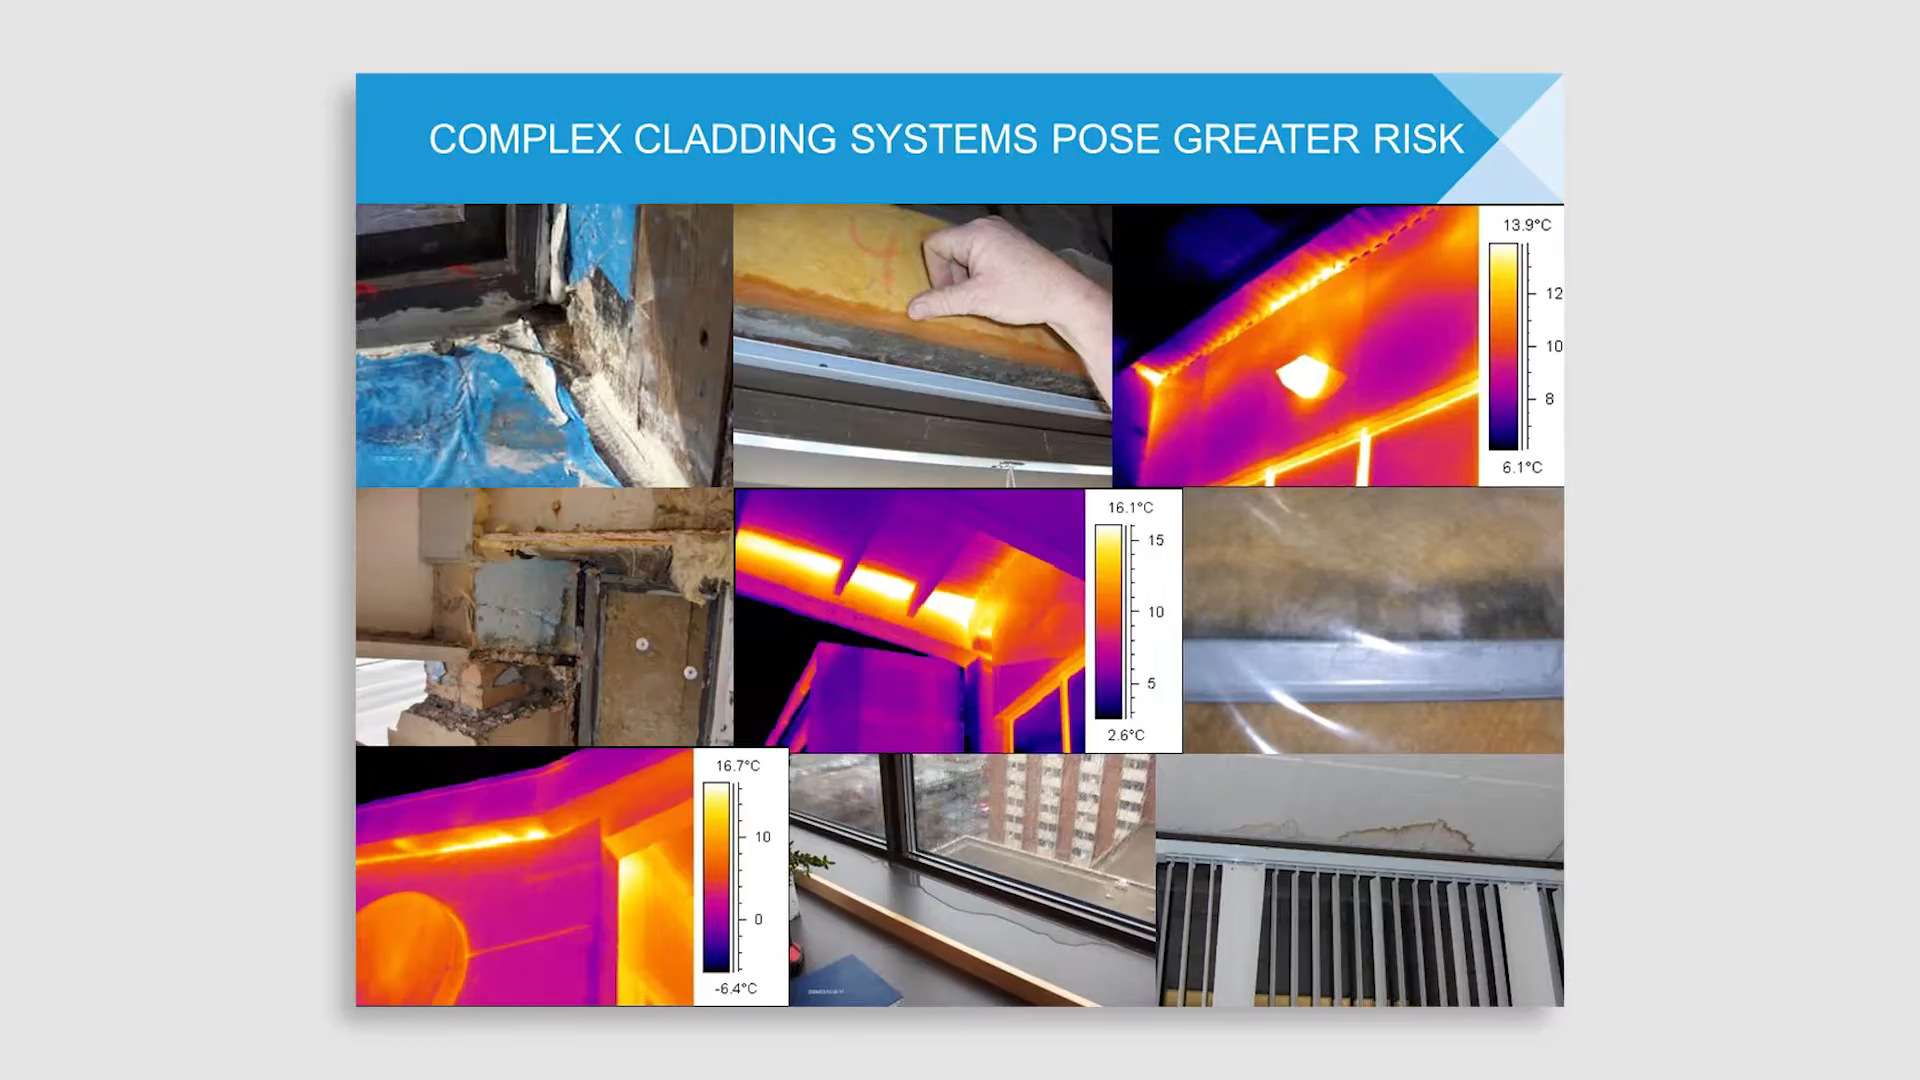 COMPLEX CLADDING SYSTEMS POSE GREATER RISK
13.9°C
12
10
8
6.1°C
16.1°C
15
10
5
2.6°C
16.7°C
10
0
-6.4°C